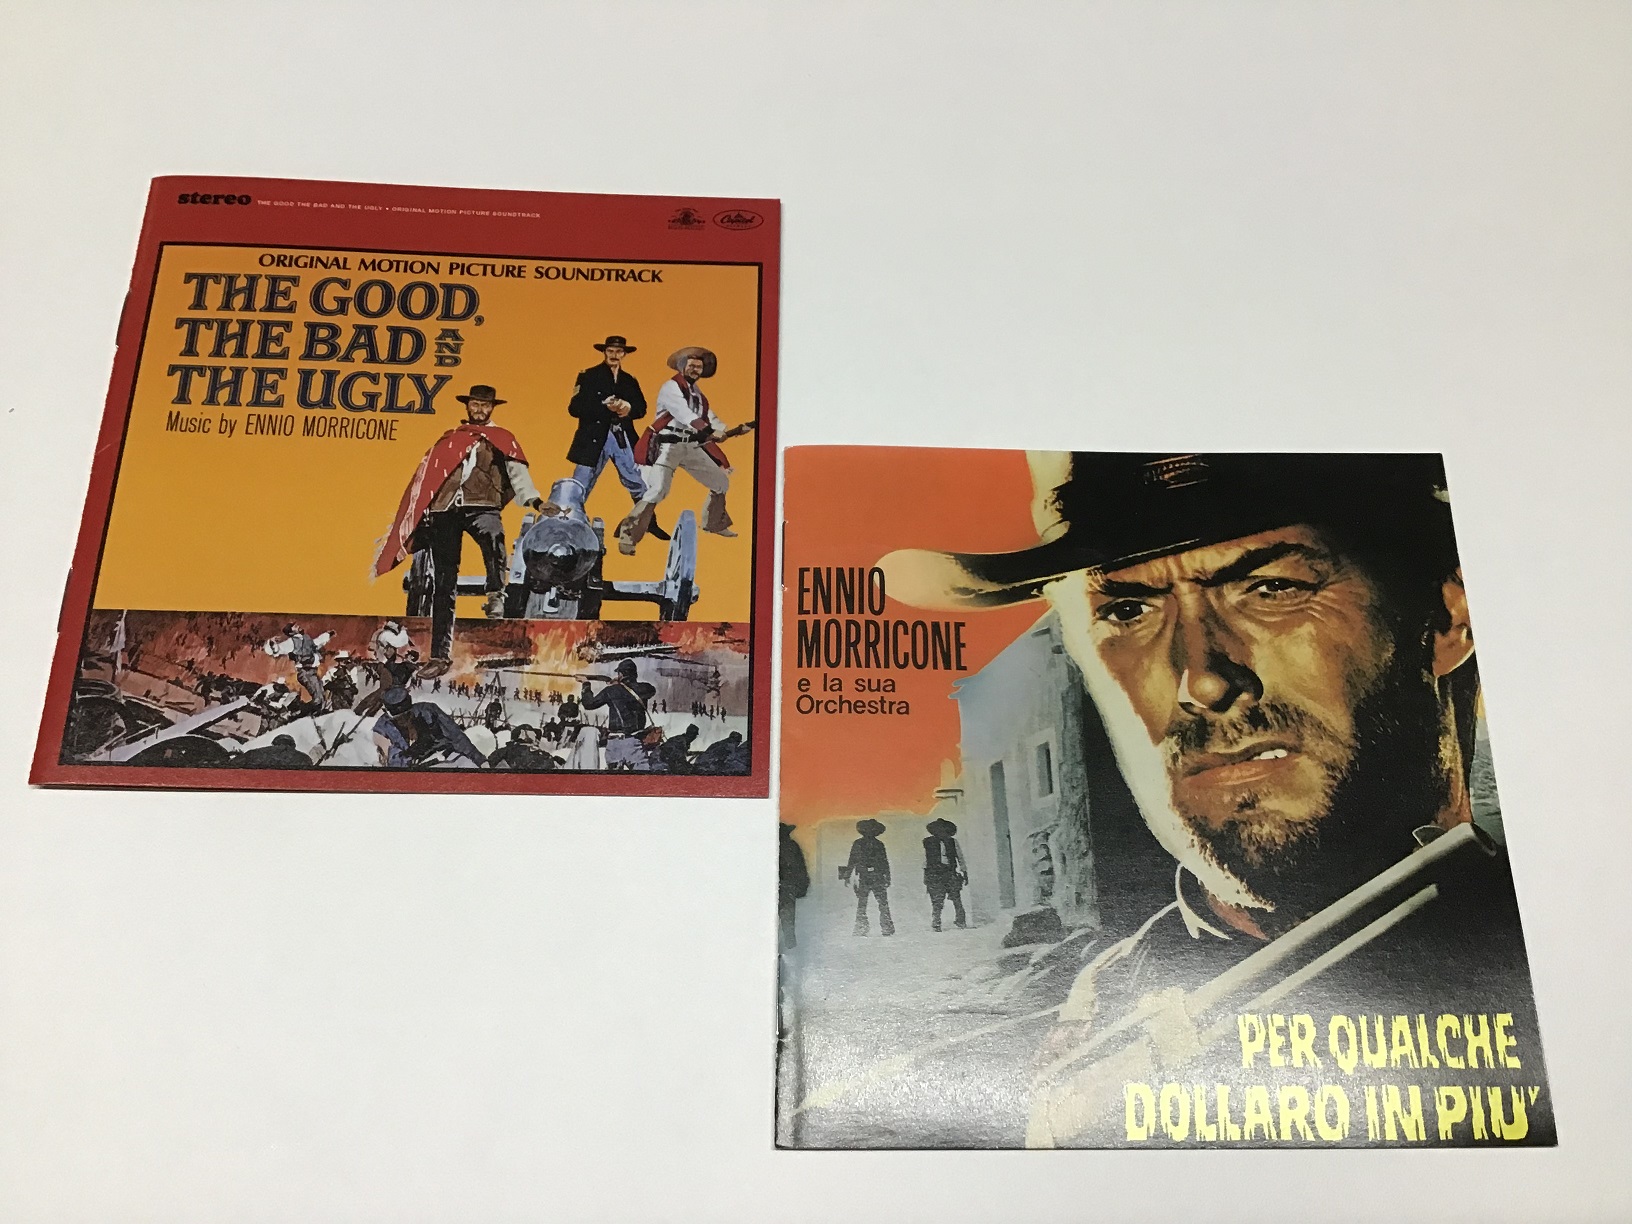 stereo THE GOOD THE BAD AND THE UGLY • ORIGINAL MOTION PICTURE SOUNDTRACK
Capitol
ORIGINAL MOTION PICTURE SOUNDTRACK
THE GOOD,
THE BAD AND
THE UGLY
Music by ENNIO MORRICONE
ENNIO
MORRICONE
e la sua
Orchestra
PER QUALCHE
DOLLARO IN PIU'